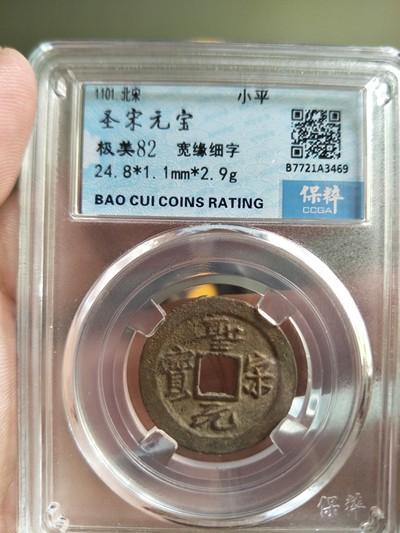 1101 北宋 小平
圣宋元宝
极美82 宽缘细字
24.8*1.1mm*2.9g
B7721A3469
保粹
CCGA
BAO CUI COINS RATING
聖宋元寶
保粹